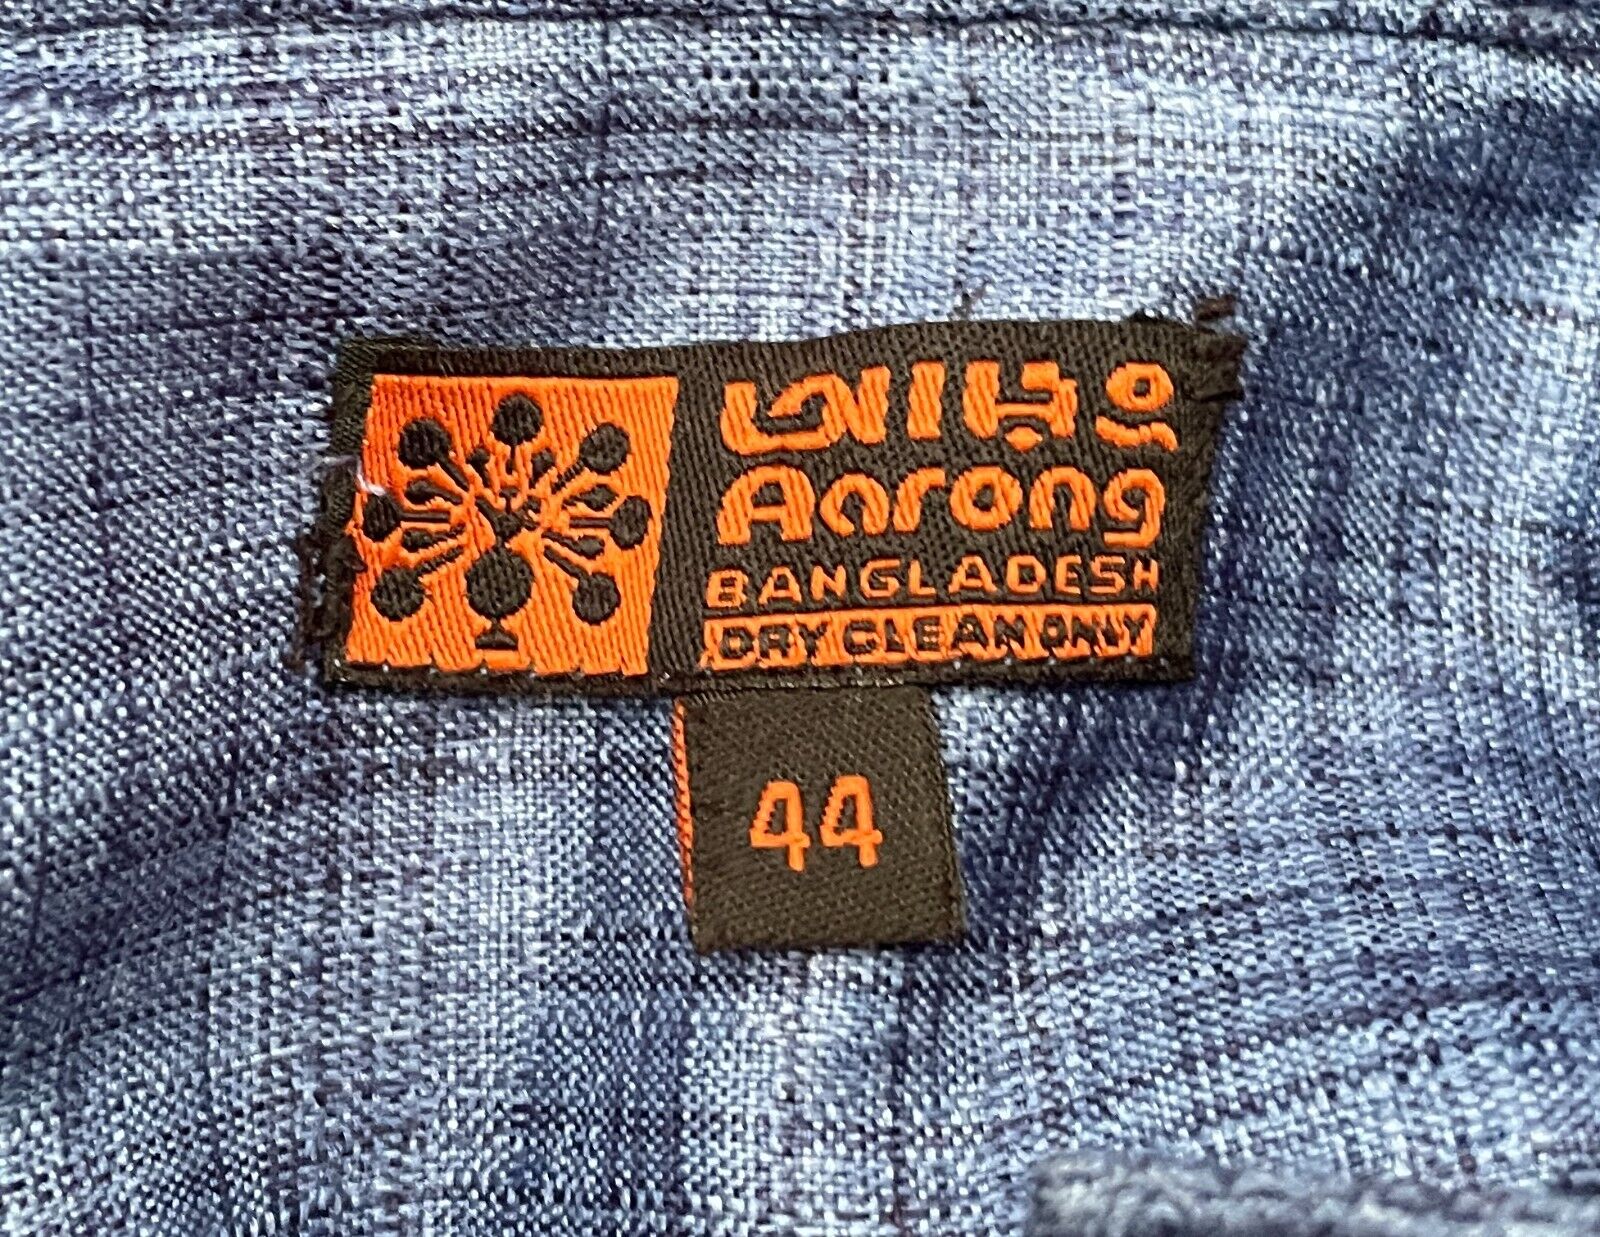 আড়ং
Aarong
BANGLADESH
DRY CLEAN ONLY
44